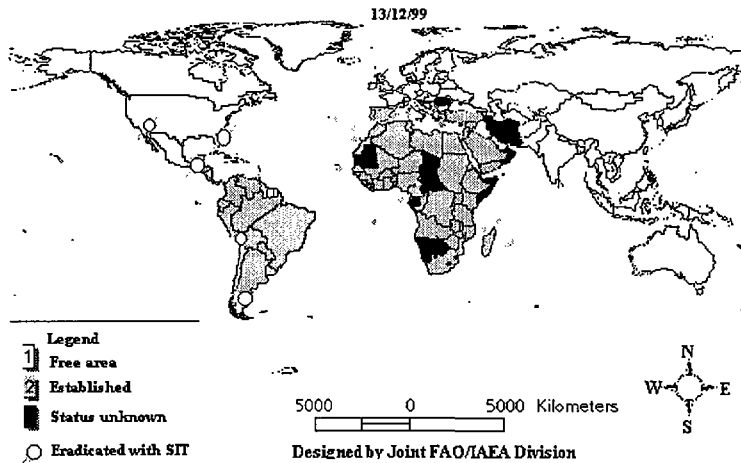 13/12/99
Legend
1 Free area
2 Established
Status unknown
Eradicated with SIT
5000 0 5000 Kilometers
Designed by Joint FAO/IAEA Division
N
W E
S